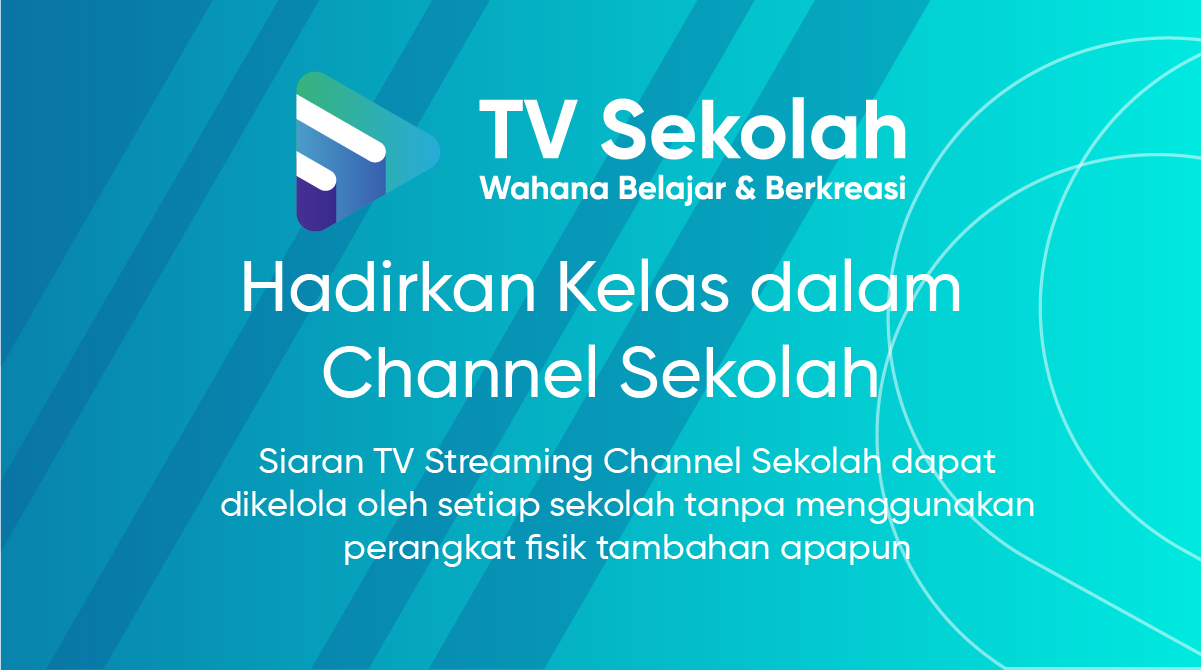 TV Sekolah
Wahana Belajar & Berkreasi
Hadirkan Kelas dalam
Channel Sekolah
Siaran TV Streaming Channel Sekolah dapat
dikelola oleh setiap sekolah tanpa menggunakan
perangkat fisik tambahan apapun